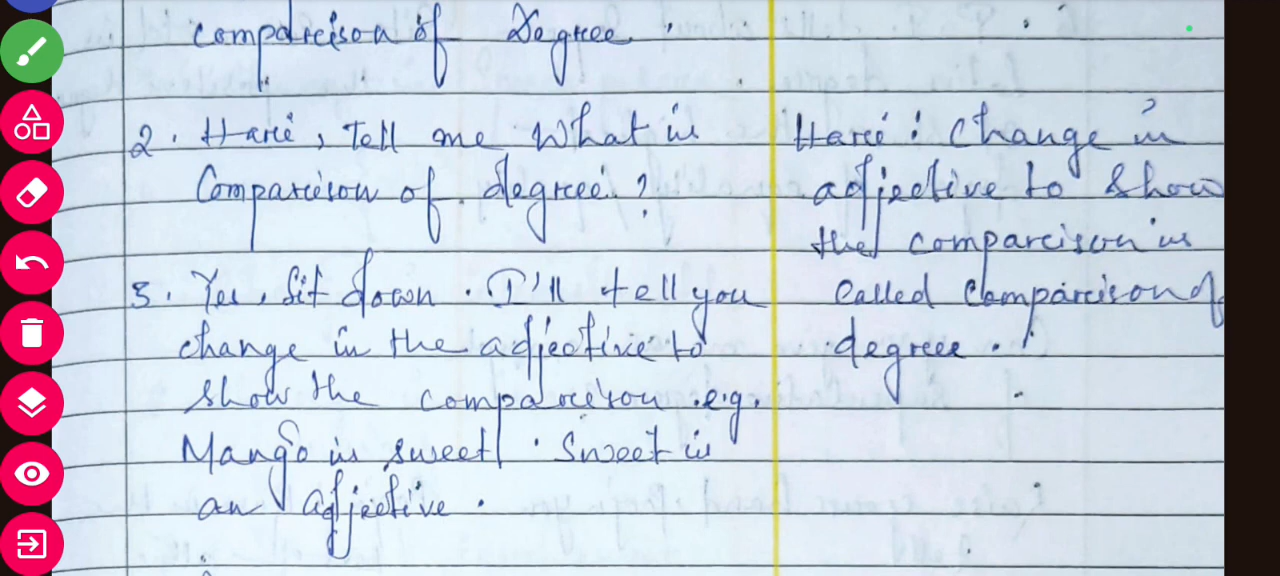 comparison of Degree.
2. Hari, Tell me What is
Comparison of degree?
3. Yes, Sit down. I'll tell you
change in the adjective to
show the comparison e.g.
Mango is sweet. Sweet is
an adjective.
Hari: Change in
adjective to show
the comparison is
Called Comparison of
degree.